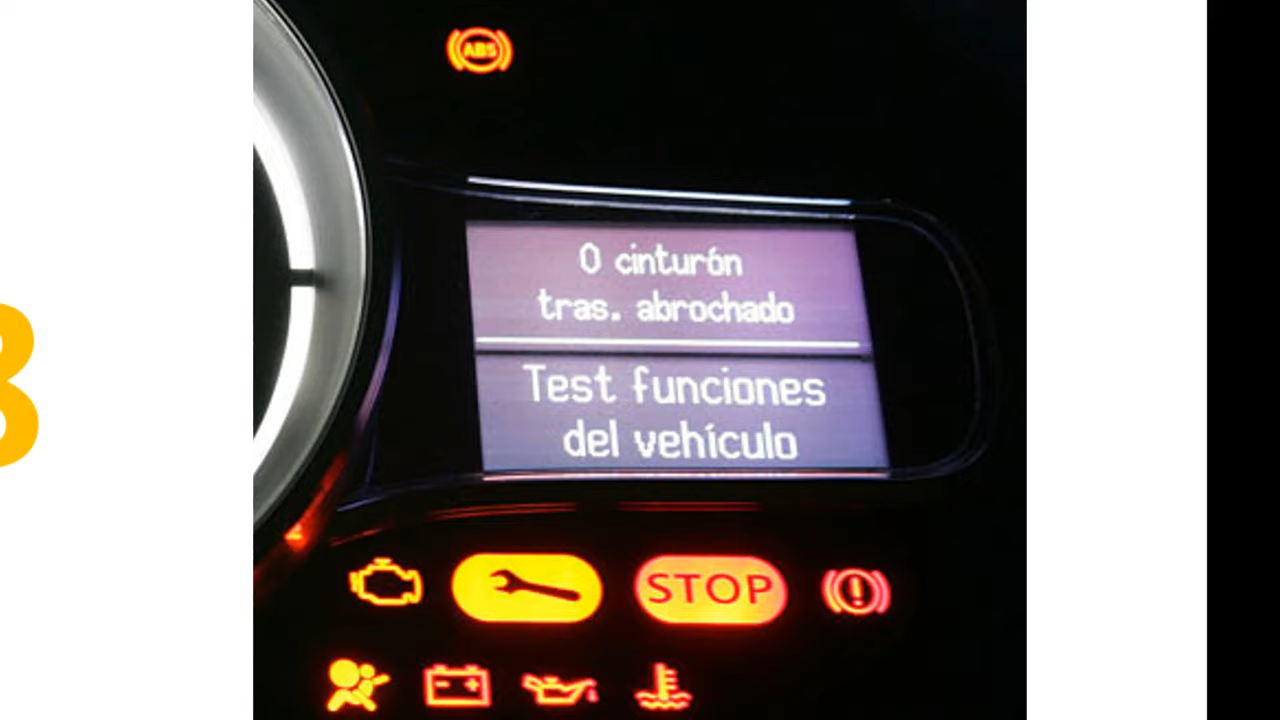 ABS
0 cinturón
tras. abrochado
Test funciones
del vehículo
STOP